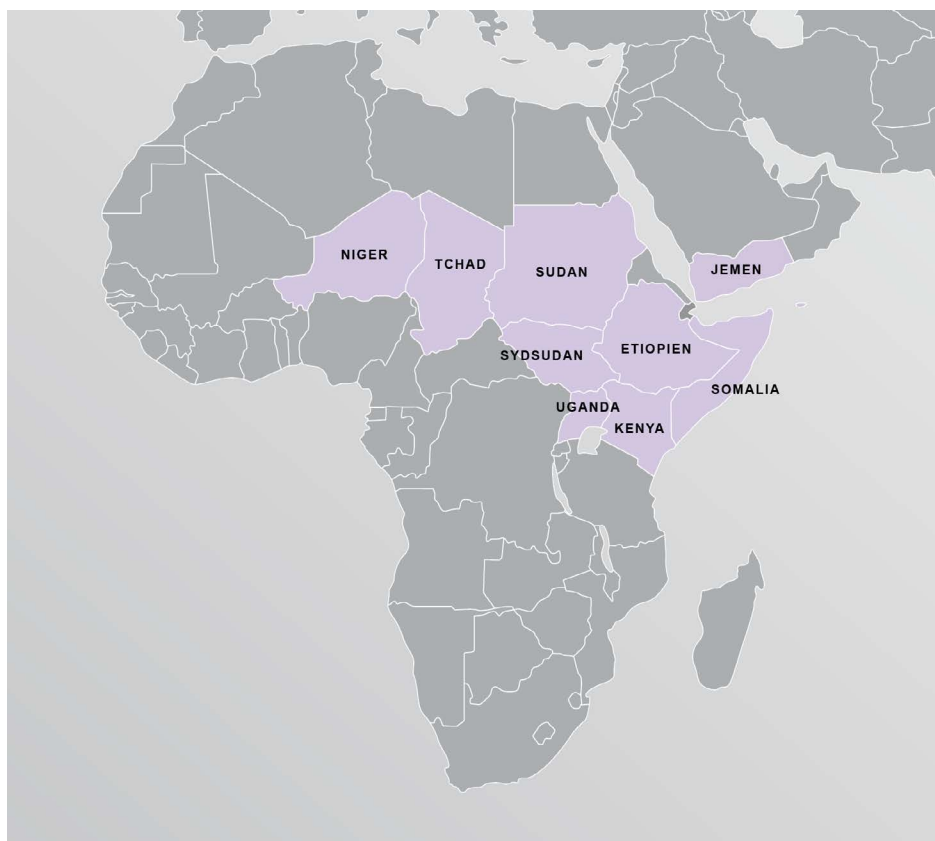 NIGER
TCHAD
SUDAN
JEMEN
SYDSUDAN
ETIOPIEN
SOMALIA
UGANDA
KENYA